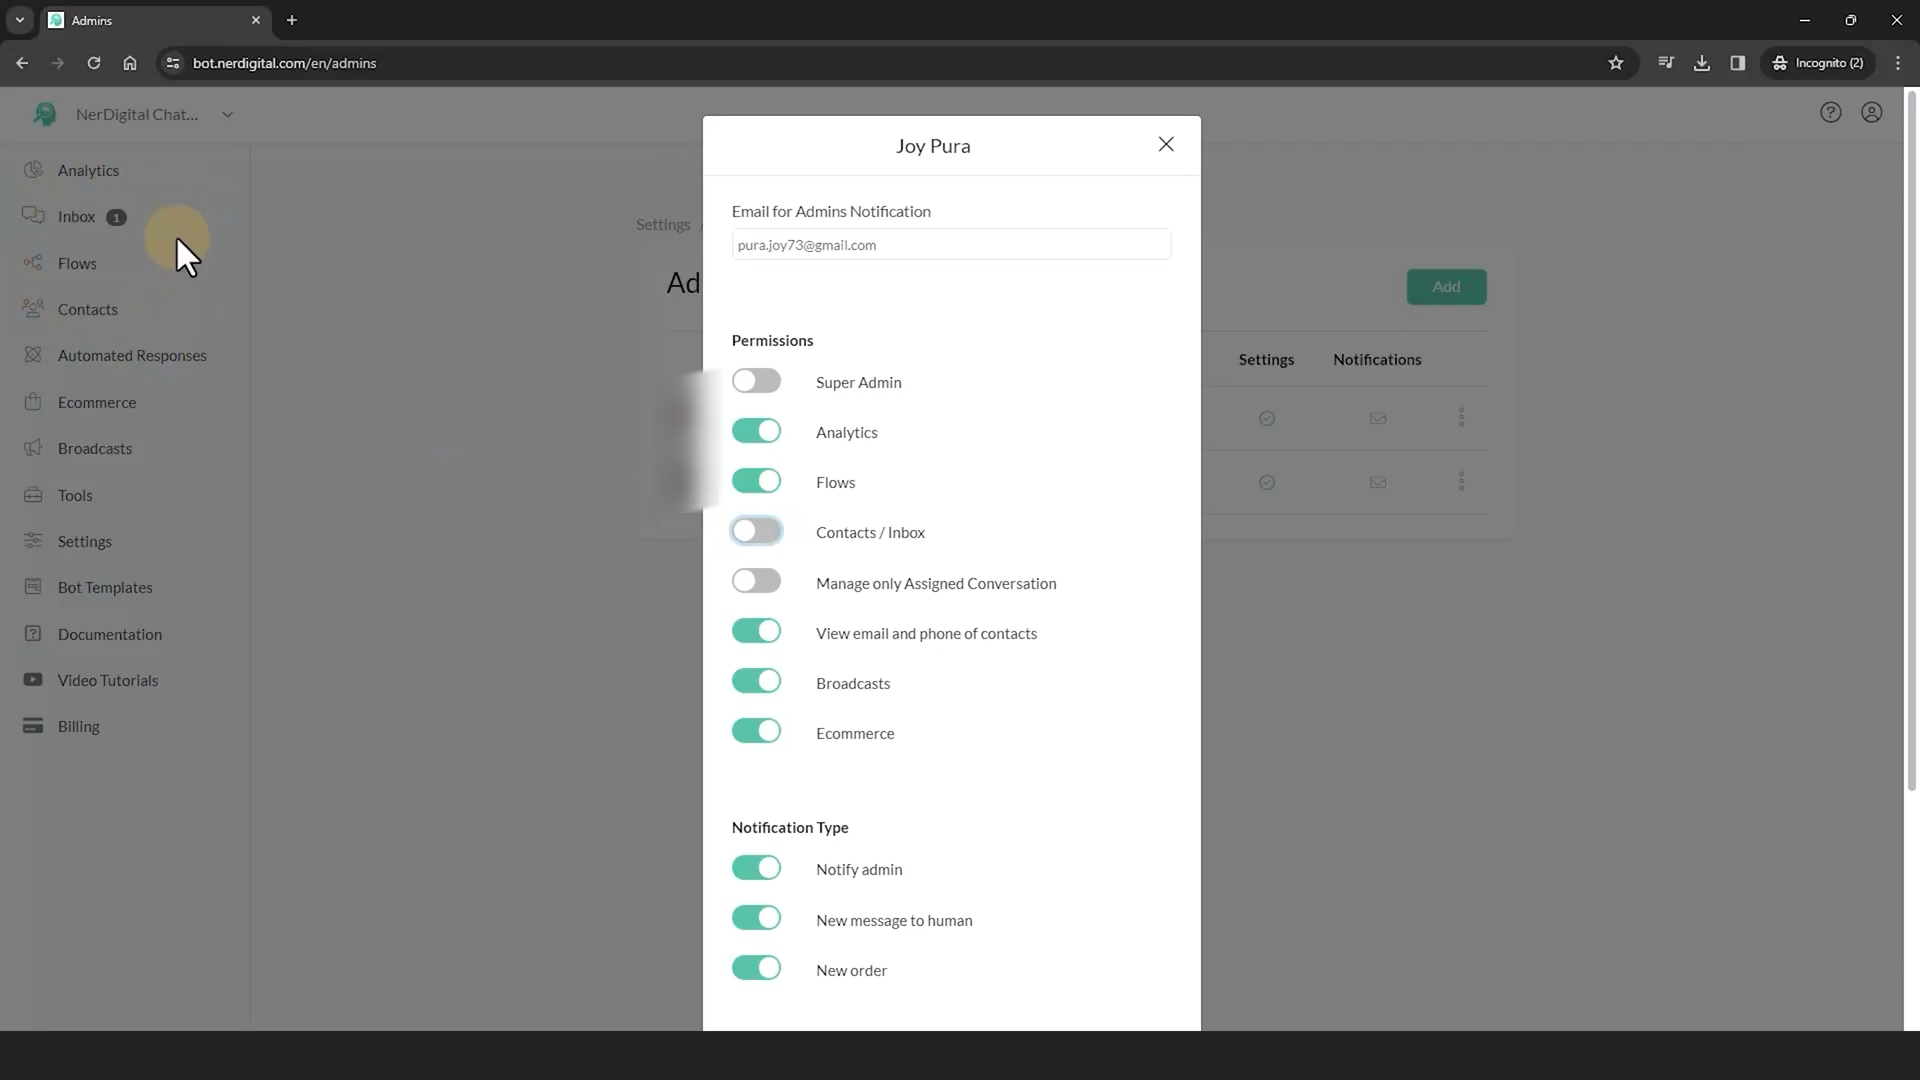 Admins
bot.nerdigital.com/en/admins
Incognito (2)
NerDigital Chat...
Analytics
Inbox 1
Flows
Contacts
Automated Responses
Ecommerce
Broadcasts
Tools
Settings
Bot Templates
Documentation
Video Tutorials
Billing
Settings /
Ad
Add
Settings Notifications
Joy Pura
Email for Admins Notification
pura.joy73@gmail.com
Permissions
Super Admin
Analytics
Flows
Contacts / Inbox
Manage only Assigned Conversation
View email and phone of contacts
Broadcasts
Ecommerce
Notification Type
Notify admin
New message to human
New order